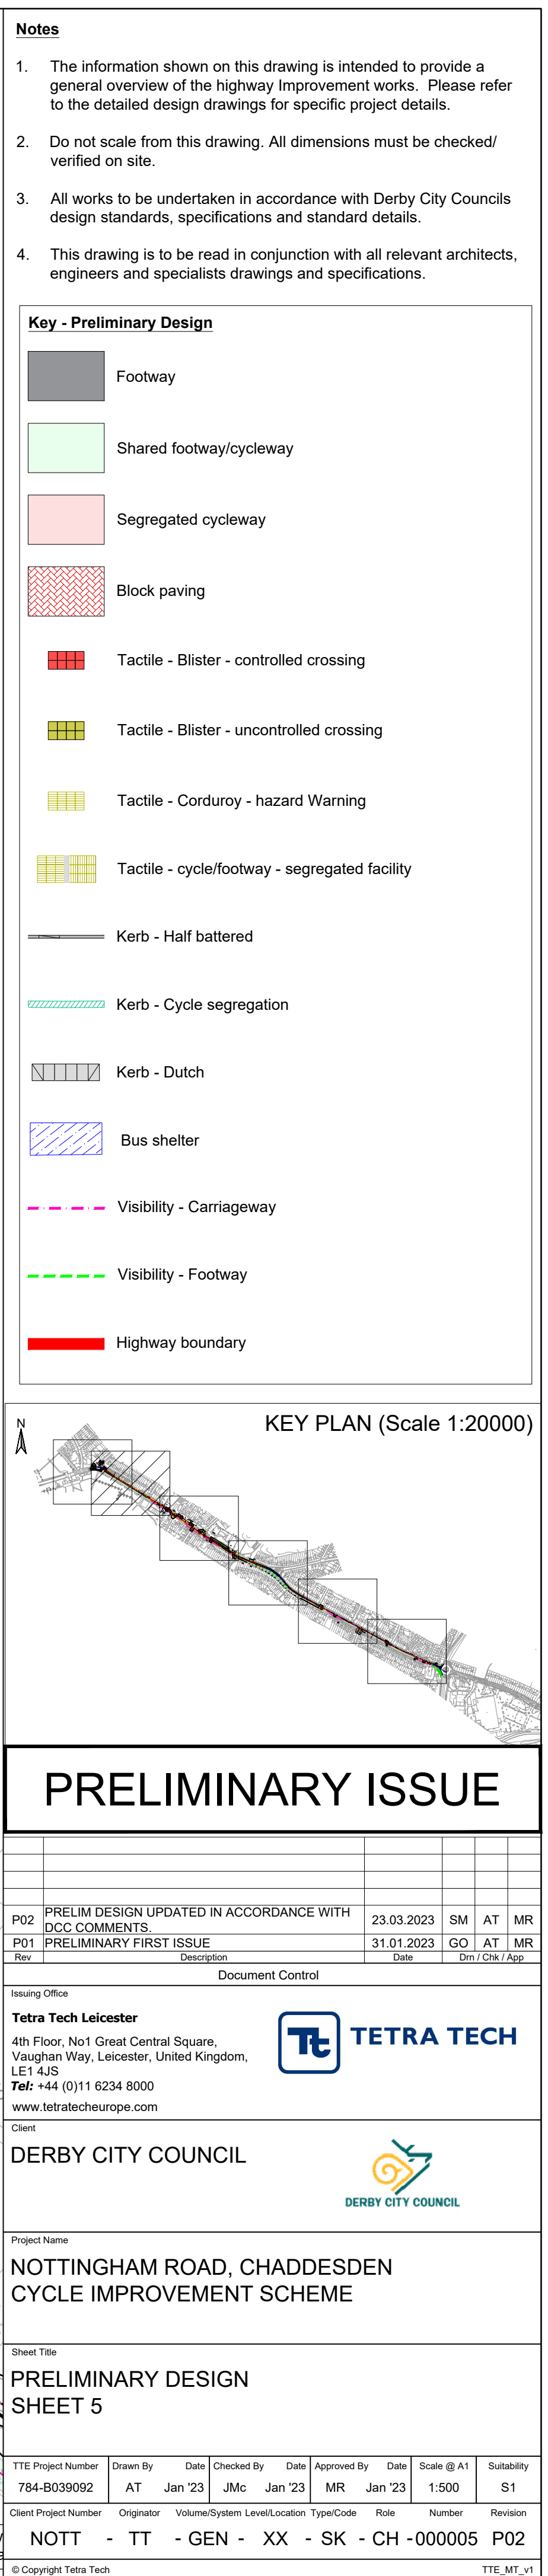 Notes
1. The information shown on this drawing is intended to provide a
general overview of the highway Improvement works. Please refer
to the detailed design drawings for specific project details.
2. Do not scale from this drawing. All dimensions must be checked/
verified on site.
3. All works to be undertaken in accordance with Derby City Councils
design standards, specifications and standard details.
4. This drawing is to be read in conjunction with all relevant architects,
engineers and specialists drawings and specifications.
Key - Preliminary Design
Footway
Shared footway/cycleway
Segregated cycleway
Block paving
Tactile - Blister - controlled crossing
Tactile - Blister - uncontrolled crossing
Tactile - Corduroy - hazard Warning
Tactile - cycle/footway - segregated facility
Kerb - Half battered
Kerb - Cycle segregation
Kerb - Dutch
Bus shelter
Visibility - Carriageway
Visibility - Footway
Highway boundary
N
KEY PLAN (Scale 1:20000)
PRELIMINARY ISSUE
P02 PRELIM DESIGN UPDATED IN ACCORDANCE WITH
DCC COMMENTS. 23.03.2023 SM AT MR
P01 PRELIMINARY FIRST ISSUE 31.01.2023 GO AT MR
Rev Description Date Drn / Chk / App
Document Control
Issuing Office
Tetra Tech Leicester
4th Floor, No1 Great Central Square,
Vaughan Way, Leicester, United Kingdom,
LE1 4JS
Tel: +44 (0)11 6234 8000
www.tetratecheurope.com
Tt TETRA TECH
Client
DERBY CITY COUNCIL
DERBY CITY COUNCIL
Project Name
NOTTINGHAM ROAD, CHADDESDEN
CYCLE IMPROVEMENT SCHEME
Sheet Title
PRELIMINARY DESIGN
SHEET 5
TTE Project Number Drawn By Date Checked By Date Approved By Date Scale @ A1 Suitability
784-B039092 AT Jan '23 JMc Jan '23 MR Jan '23 1:500 S1
Client Project Number Originator Volume/System Level/Location Type/Code Role Number Revision
NOTT - TT - GEN - XX - SK - CH - 000005 P02
© Copyright Tetra Tech TTE_MT_v1